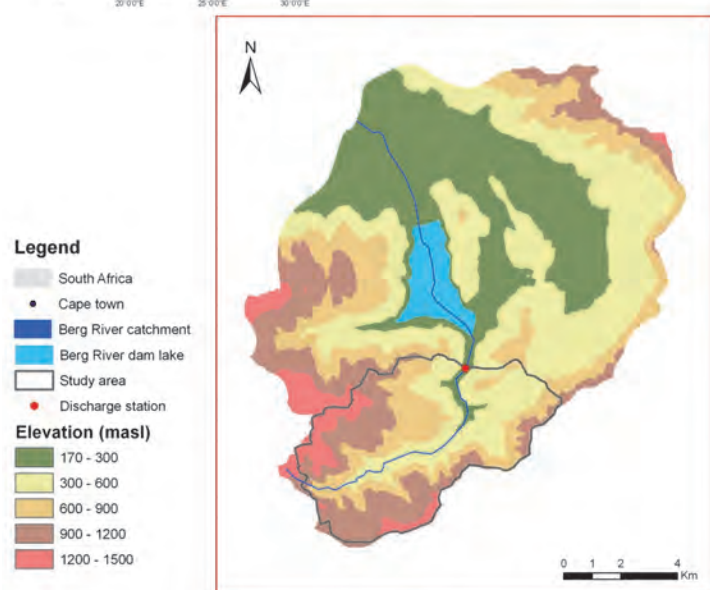 20°0'0"E 30°0'0"E
N
Legend
South Africa
Cape town
Berg River catchment
Berg River dam lake
Study area
Discharge station
Elevation (masl)
170 - 300
300 - 600
600 - 900
900 - 1200
1200 - 1500
0 1 2 4
Km